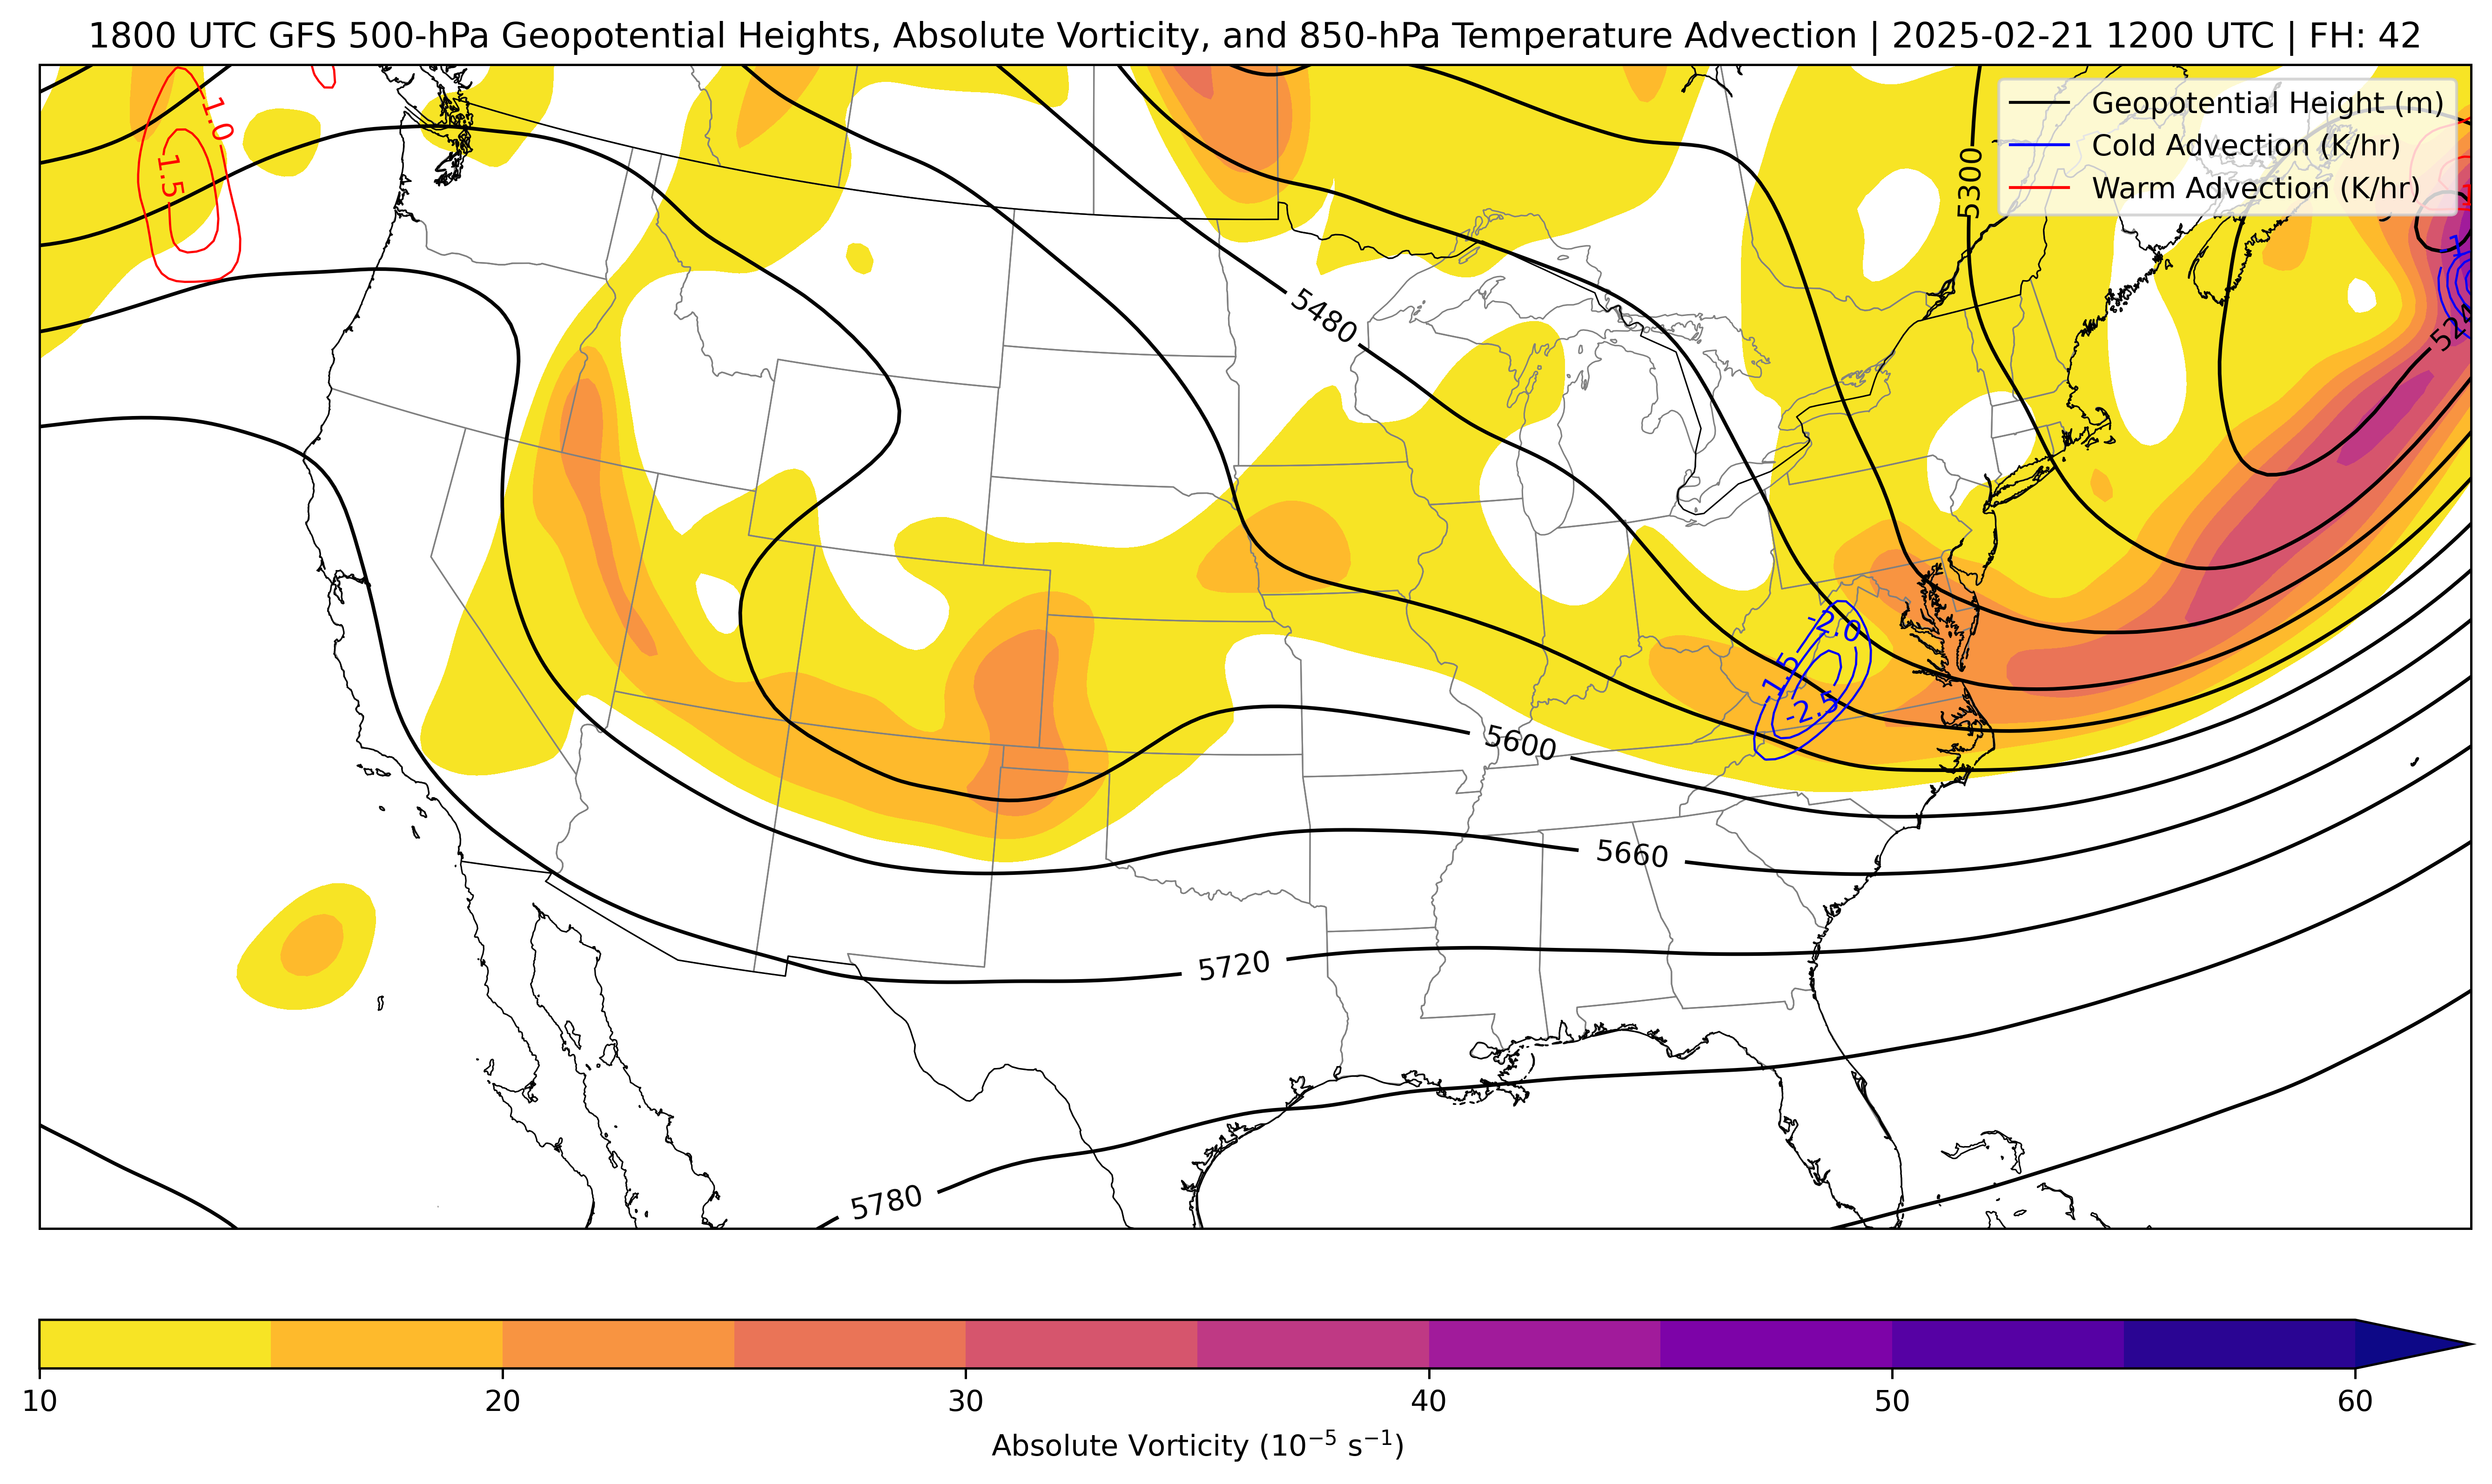 1800 UTC GFS 500-hPa Geopotential Heights, Absolute Vorticity, and 850-hPa Temperature Advection | 2025-02-21 1200 UTC | FH: 42
Geopotential Height (m)
Cold Advection (K/hr)
Warm Advection (K/hr)
1.0
1.5
5300
5480
-2.0
-1.5
-2.5
5600
5660
5720
5780
10 20 30 40 50 60
Absolute Vorticity (10⁻⁵ s⁻¹)